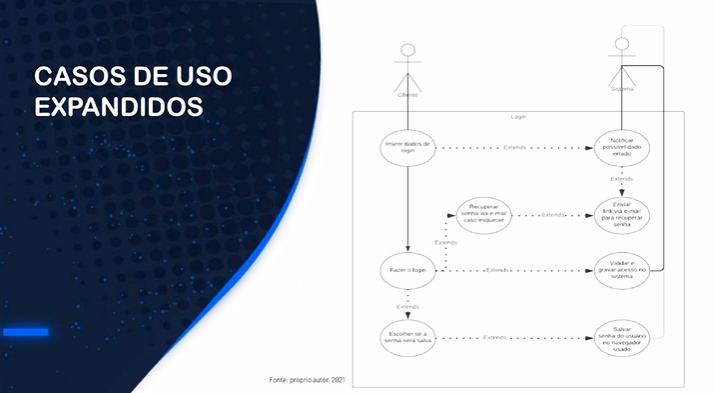 CASOS DE USO
EXPANDIDOS
Cliente
Sistema
Login
Inserir dados de
login
Extends
Notificar
possível dado
errado
Extends
Recuperar
senha via e-mail
caso esquecer
Extends
Enviar
link via e-mail
para recuperar
senha
Extends
Fazer o login
Extends
Validar e
gravar acesso no
sistema
Extends
Escolher se a
senha será salva
Extends
Salvar
senha do usuário
no navegador
usado
Fonte: próprio autor, 2021